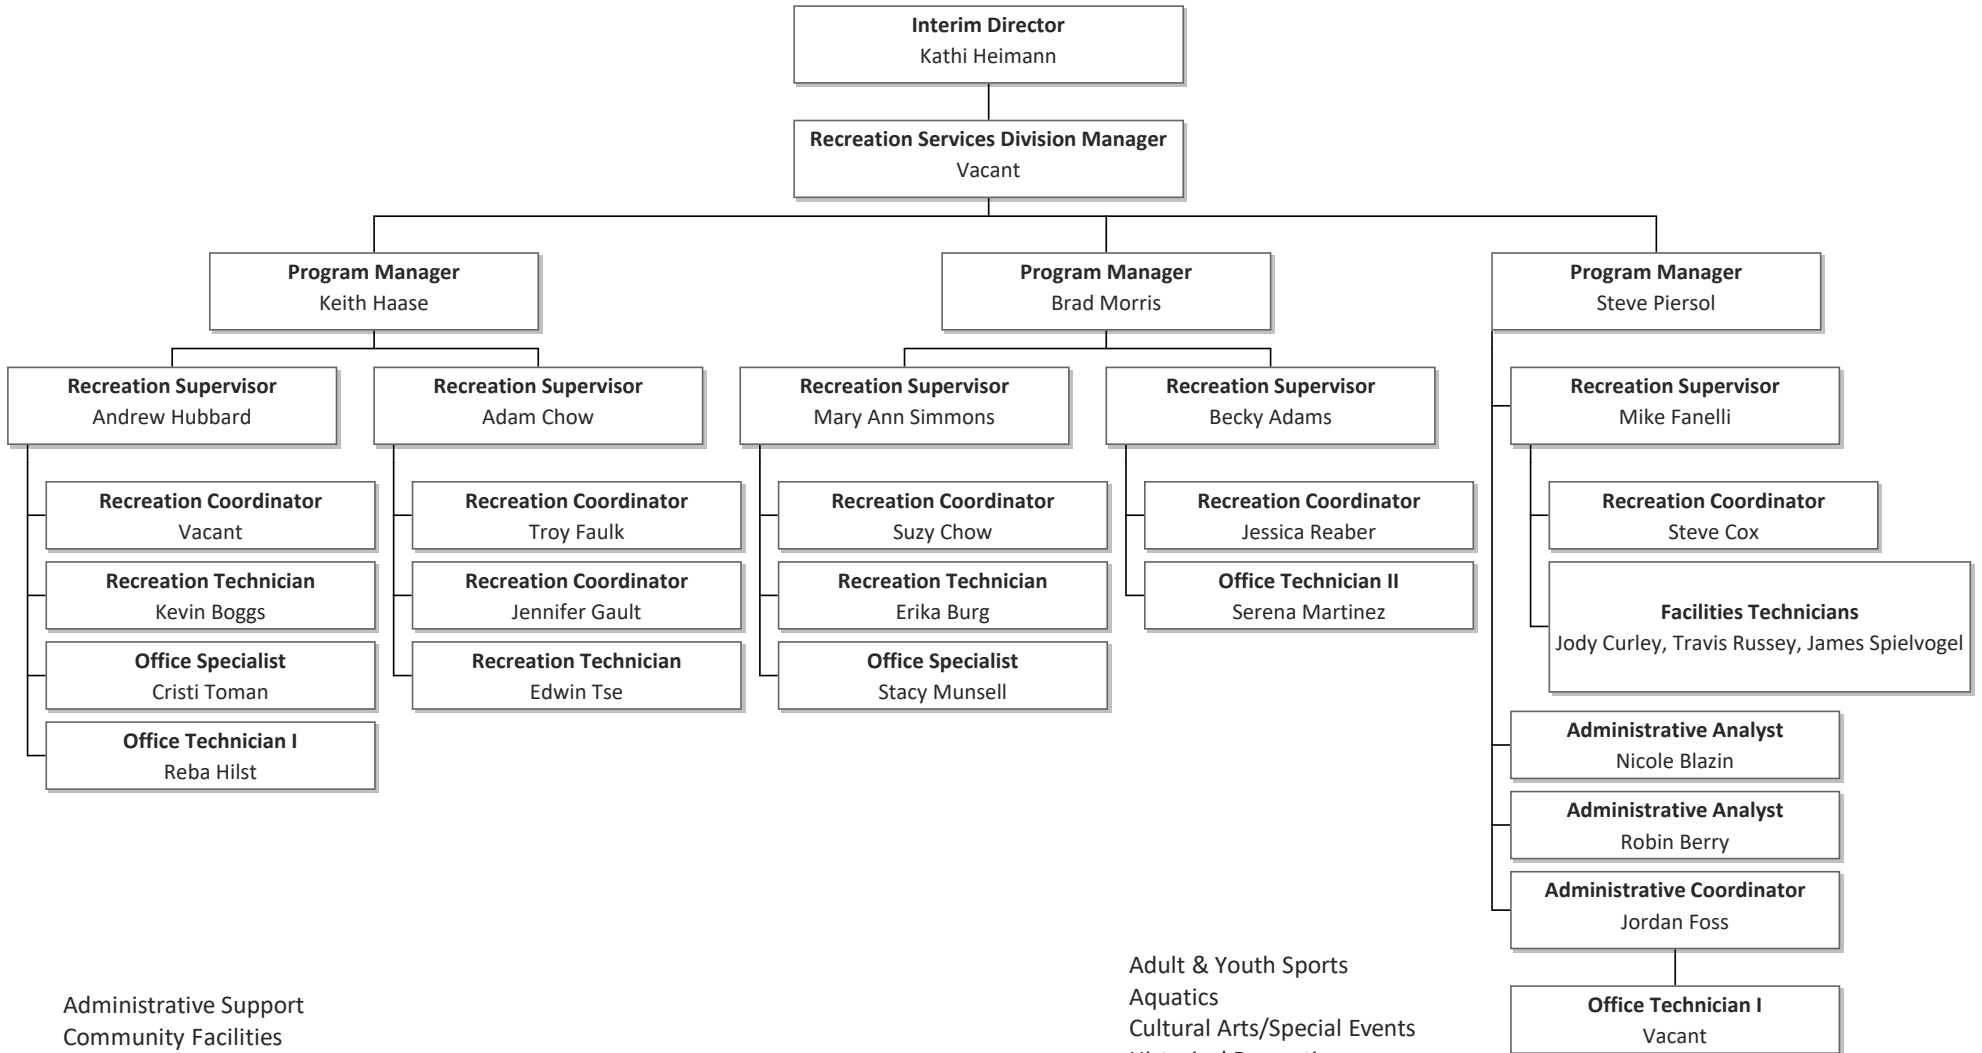 Interim Director
Kathi Heimann
Recreation Services Division Manager
Vacant
Program Manager
Keith Haase
Program Manager
Brad Morris
Program Manager
Steve Piersol
Recreation Supervisor
Andrew Hubbard
Recreation Supervisor
Adam Chow
Recreation Supervisor
Mary Ann Simmons
Recreation Supervisor
Becky Adams
Recreation Supervisor
Mike Fanelli
Recreation Coordinator
Vacant
Recreation Technician
Kevin Boggs
Office Specialist
Cristi Toman
Office Technician I
Reba Hilst
Recreation Coordinator
Troy Faulk
Recreation Coordinator
Jennifer Gault
Recreation Technician
Edwin Tse
Recreation Coordinator
Suzy Chow
Recreation Technician
Erika Burg
Office Specialist
Stacy Munsell
Recreation Coordinator
Jessica Reaber
Office Technician II
Serena Martinez
Recreation Coordinator
Steve Cox
Facilities Technicians
Jody Curley, Travis Russey, James Spielvogel
Administrative Analyst
Nicole Blazin
Administrative Analyst
Robin Berry
Administrative Coordinator
Jordan Foss
Office Technician I
Vacant
Administrative Support
Community Facilities
Adult & Youth Sports
Aquatics
Cultural Arts/Special Events